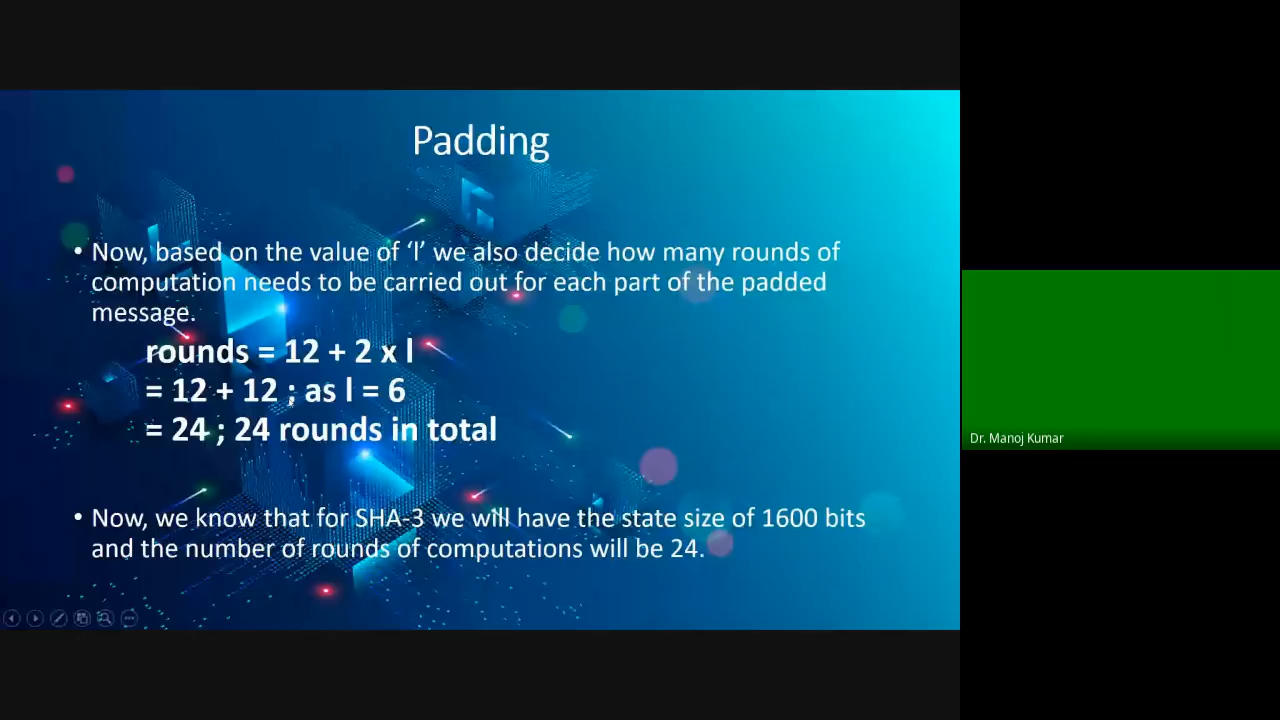 Padding
• Now, based on the value of ‘l’ we also decide how many rounds of
computation needs to be carried out for each part of the padded
message.
rounds = 12 + 2 x l
= 12 + 12 ; as l = 6
= 24 ; 24 rounds in total
• Now, we know that for SHA-3 we will have the state size of 1600 bits
and the number of rounds of computations will be 24.
Dr. Manoj Kumar